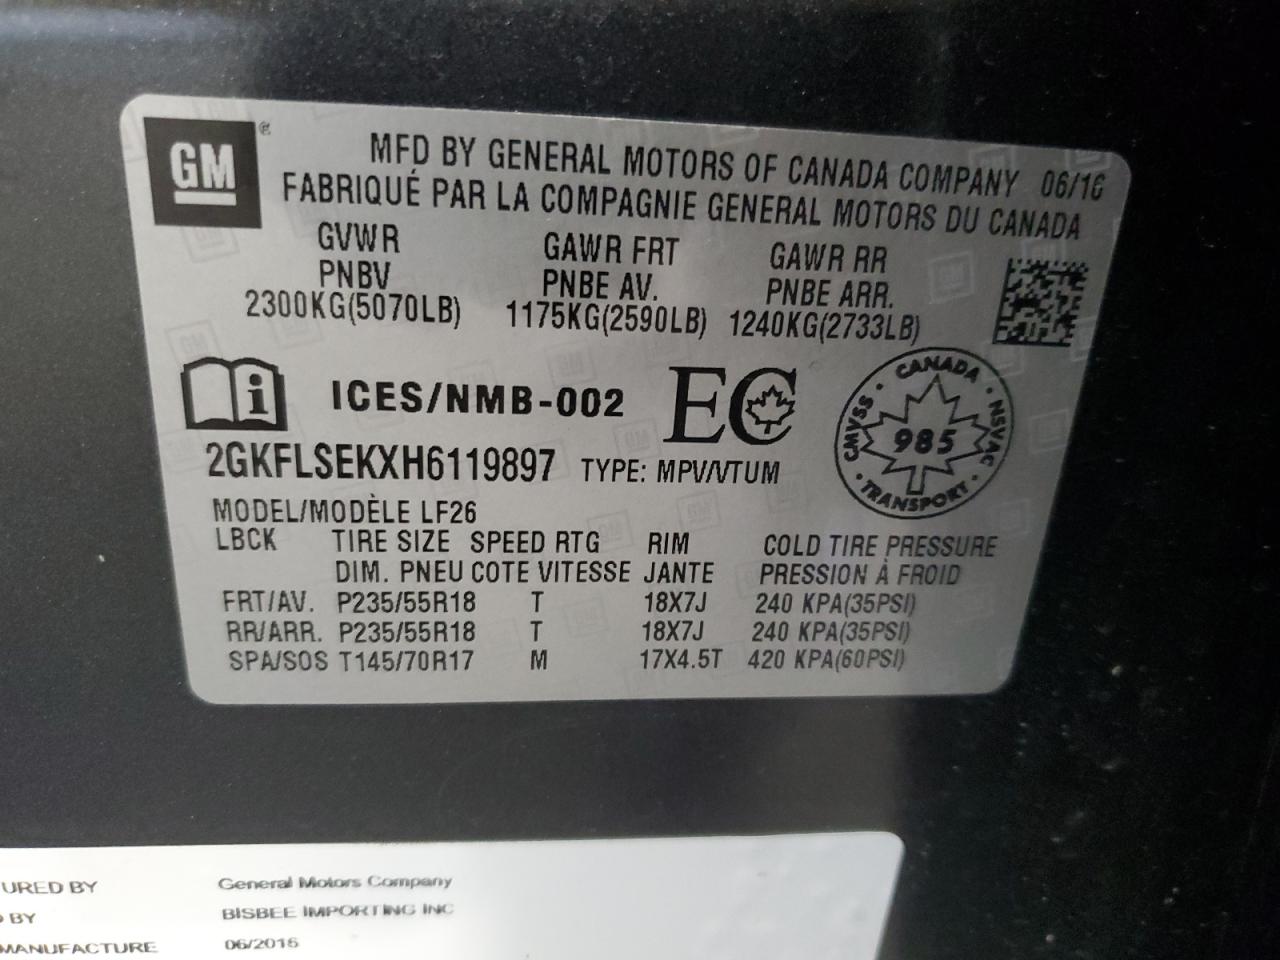 GM ®
MFD BY GENERAL MOTORS OF CANADA COMPANY 06/16
FABRIQUÉ PAR LA COMPAGNIE GENERAL MOTORS DU CANADA
GVWR GAWR FRT GAWR RR
PNBV PNBE AV. PNBE ARR.
2300KG(5070LB) 1175KG(2590LB) 1240KG(2733LB)
i ICES/NMB-002 EC
CANADA CMVSS 985 NSVAC TRANSPORT
2GKFLSEKXH6119897 TYPE: MPV/VTUM
MODEL/MODÈLE LF26
LBCK TIRE SIZE SPEED RTG RIM COLD TIRE PRESSURE
DIM. PNEU COTE VITESSE JANTE PRESSION À FROID
FRT/AV. P235/55R18 T 18X7J 240 KPA(35PSI)
RR/ARR. P235/55R18 T 18X7J 240 KPA(35PSI)
SPA/SOS T145/70R17 M 17X4.5T 420 KPA(60PSI)
URED BY General Motors Company
BY BISBEE IMPORTING INC
MANUFACTURE 06/2016